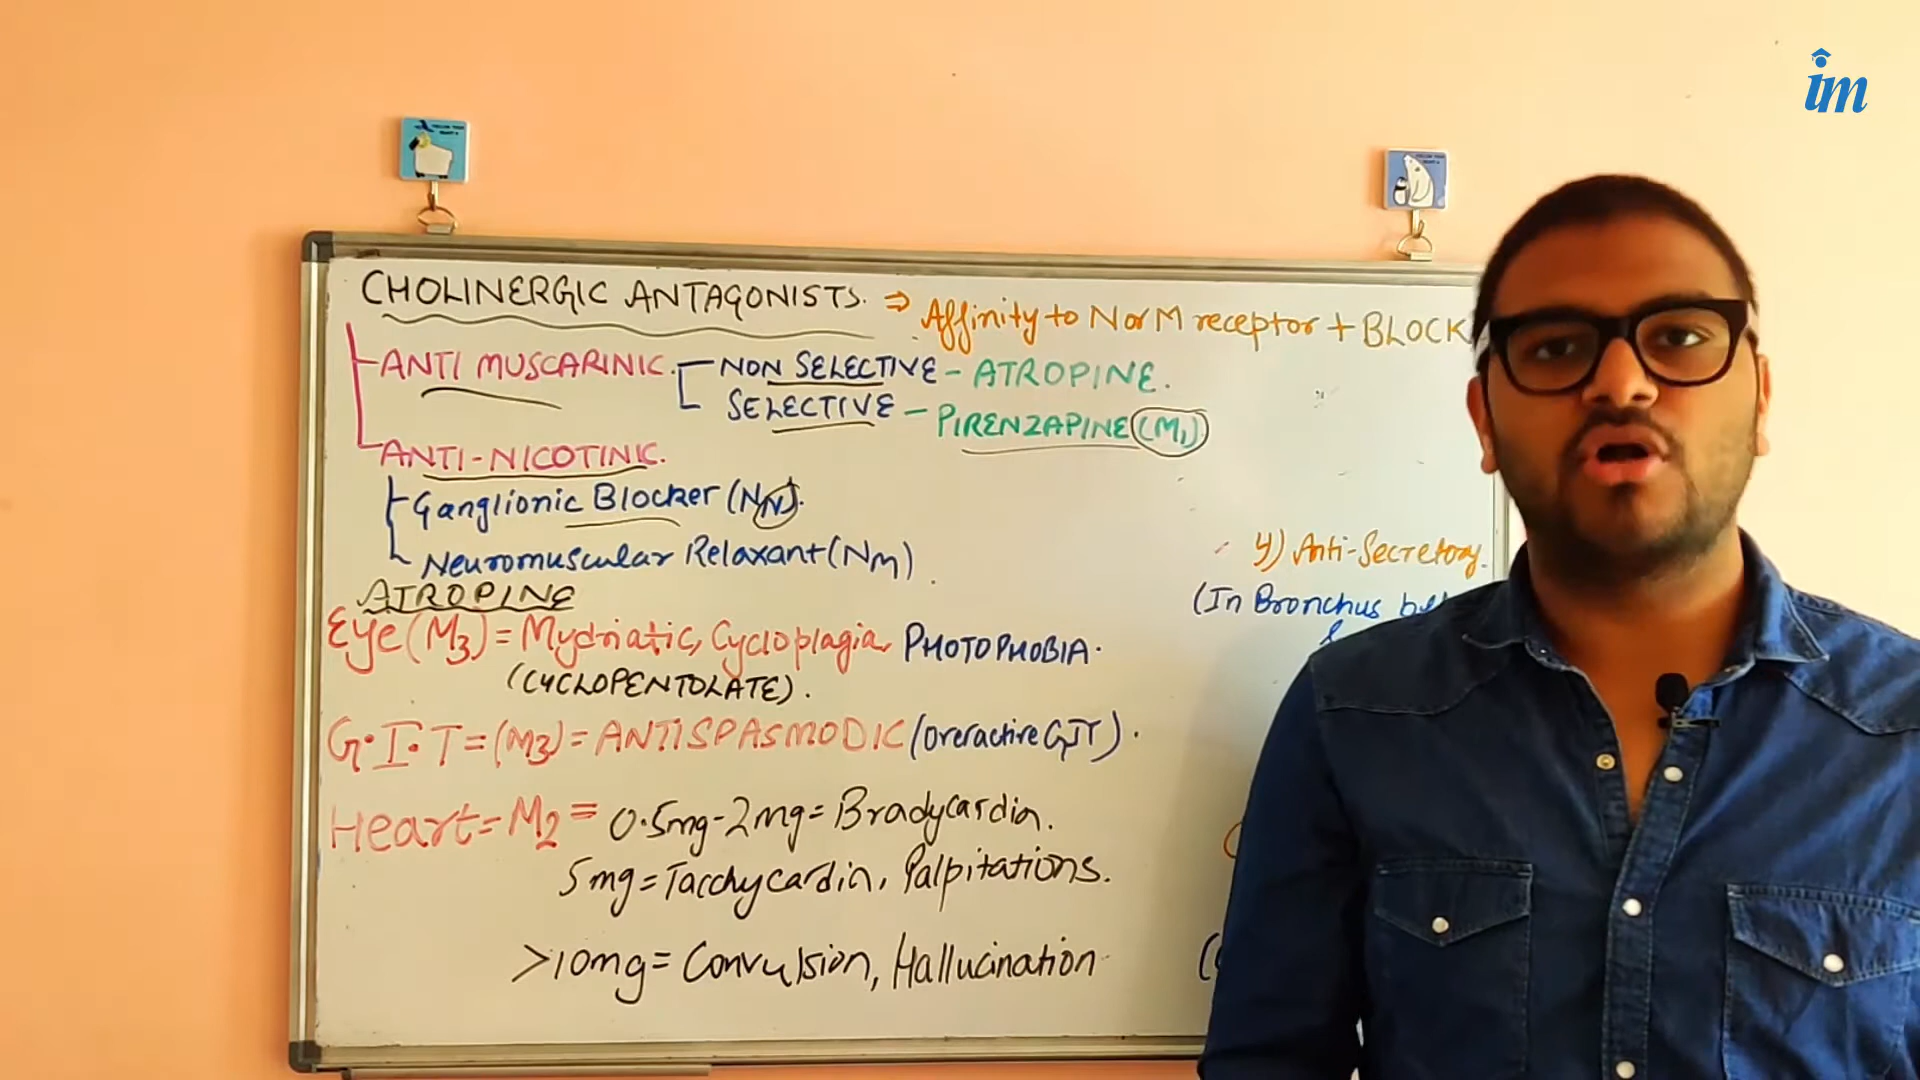 im
CHOLINERGIC ANTAGONISTS. ⇒ Affinity to N or M receptor + BLOCK
ANTI MUSCARINIC. NON SELECTIVE - ATROPINE.
SELECTIVE - PIRENZAPINE (M1).
ANTI-NICOTINIC.
Ganglionic Blocker (NN).
Neuromuscular Relaxant (NM).
ATROPINE
Eye (M3) = Mydriatic, Cycloplagia, PHOTOPHOBIA.
(CYCLOPENTOLATE).
G.I.T = (M3) = ANTISPASMODIC (overactive GIT).
Heart = M2 = 0.5mg-2mg = Bradycardia.
5mg = Tacchycardia, Palpitations.
>10mg = Convulsion, Hallucination
4) Anti-Secretory.
(In Bronchus